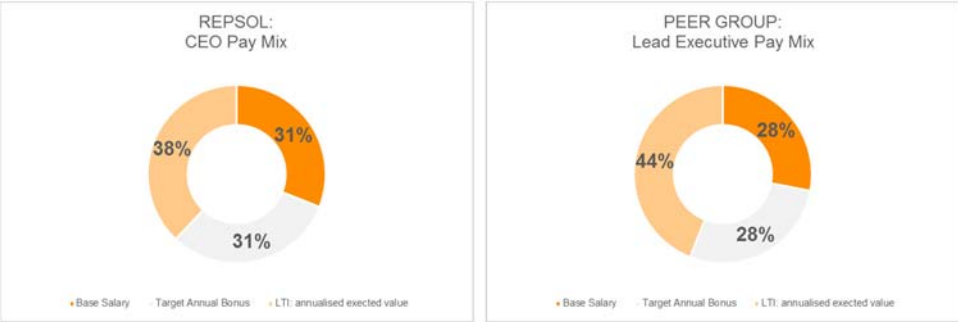 REPSOL:
CEO Pay Mix
31%
38%
31%
Base Salary Target Annual Bonus LTI: annualised exected value
PEER GROUP:
Lead Executive Pay Mix
28%
44%
28%
Base Salary Target Annual Bonus LTI: annualised exected value